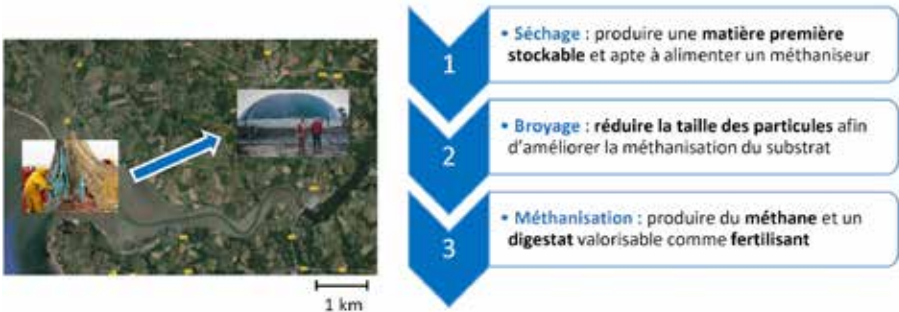 1 km
1
• Séchage : produire une matière première
stockable et apte à alimenter un méthaniseur
2
• Broyage : réduire la taille des particules afin
d'améliorer la méthanisation du substrat
3
• Méthanisation : produire du méthane et un
digestat valorisable comme fertilisant